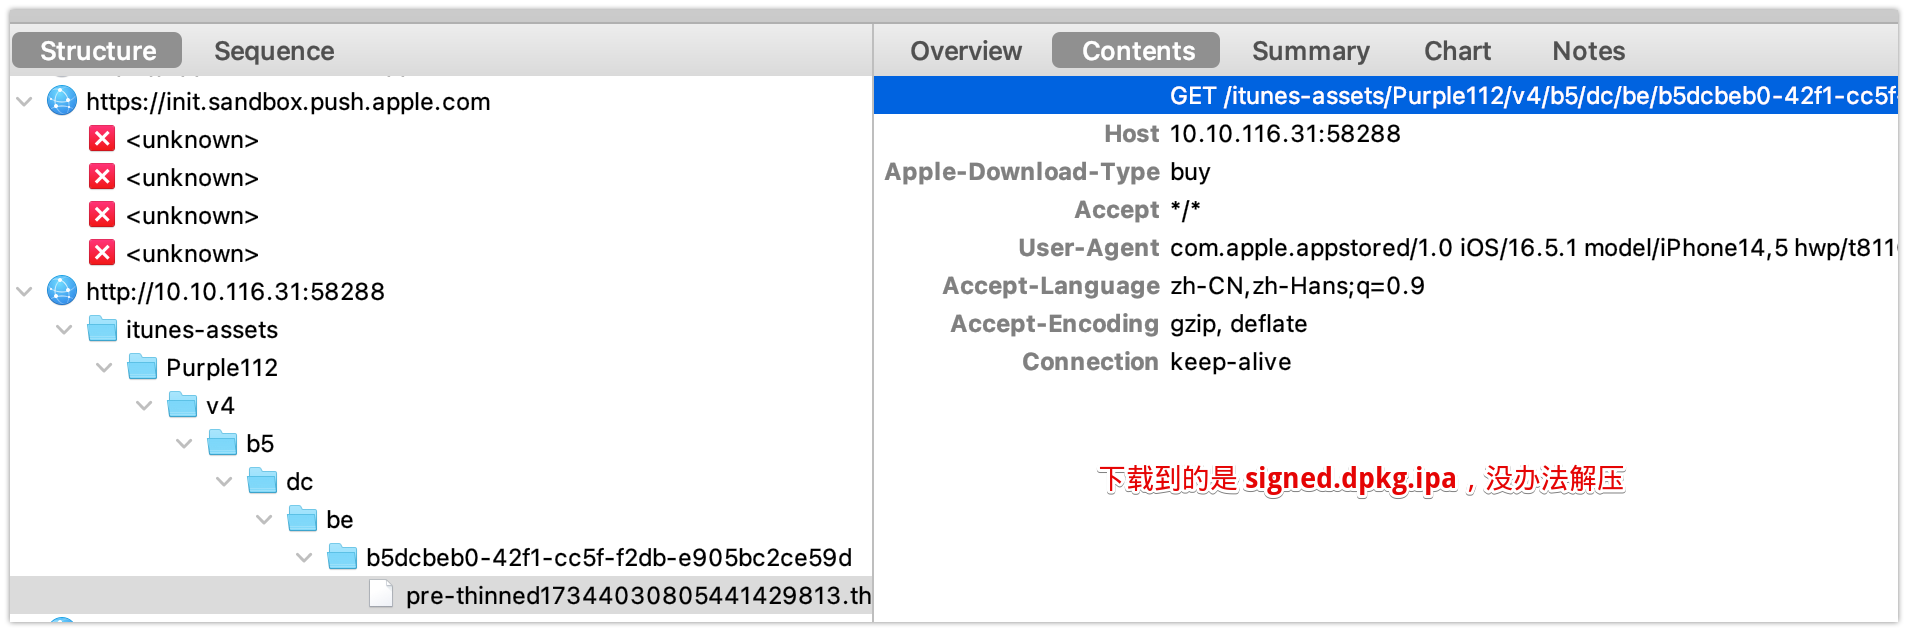 Structure
Sequence
https://init.sandbox.push.apple.com
<unknown>
<unknown>
<unknown>
<unknown>
http://10.10.116.31:58288
itunes-assets
Purple112
v4
b5
dc
be
b5dcbeb0-42f1-cc5f-f2db-e905bc2ce59d
pre-thinned17344030805441429813.th
Overview
Contents
Summary
Chart
Notes
GET /itunes-assets/Purple112/v4/b5/dc/be/b5dcbeb0-42f1-cc5f-
Host 10.10.116.31:58288
Apple-Download-Type buy
Accept */*
User-Agent com.apple.appstored/1.0 iOS/16.5.1 model/iPhone14,5 hwp/t811
Accept-Language zh-CN,zh-Hans;q=0.9
Accept-Encoding gzip, deflate
Connection keep-alive
下载到的是 signed.dpkg.ipa，没办法解压